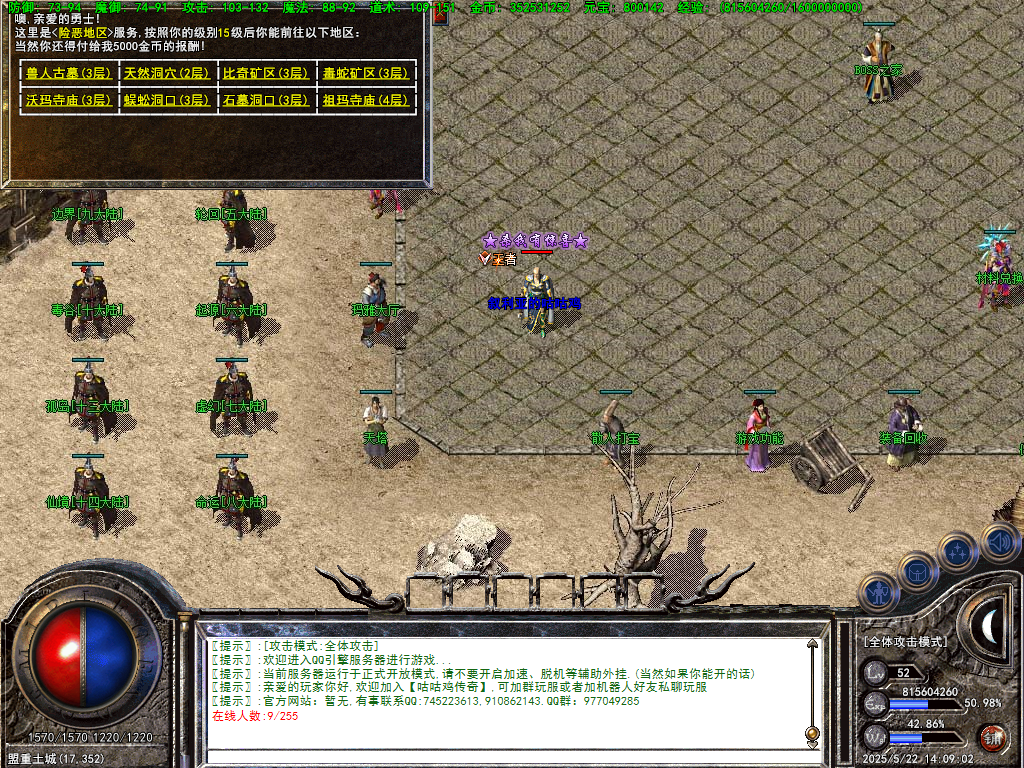 防御: 73-94 魔御: 74-91 攻击: 103-132 魔法: 88-92 道术: 109-151 金币: 352531252 元宝: 800142 经验: (815604260/1600000000)
噢,亲爱的勇士!
这里是<险恶地区>服务,按照你的级别15级后你能前往以下地区:
当然你还得付给我5000金币的报酬!
兽人古墓(3层) 天然洞穴(2层) 比奇矿区(3层) 毒蛇矿区(3层)
沃玛寺庙(3层) 蜈蚣洞口(3层) 石墓洞口(3层) 祖玛寺庙(4层)
BOSS之家
边界[九大陆] 轮回[五大陆]
王者
材料兑换
毒谷[十大陆] 起源[六大陆] 玛雅大厅
孤岛[十三大陆] 虚幻[七大陆]
天塔 散人打宝 游戏功能 装备回收
仙境[十四大陆] 命运[八大陆]
〖提示〗:[攻击模式:全体攻击]
〖提示〗:欢迎进入QQ引擎服务器进行游戏...
〖提示〗:当前服务器运行于正式开放模式,请不要开启加速、脱机等辅助外挂.(当然如果你能开的话)
〖提示〗:亲爱的玩家你好,欢迎加入【咕咕鸡传奇】,可加群玩服或者加机器人好友私聊玩服
〖提示〗:官方网站: 暂无,有事联系QQ:745223613,910862143,QQ群: 977049285
在线人数:9/255
[全体攻击模式]
Lv 52
815604260
Exp 50.98%
42.86%
W
1570/1570 1220/1220
盟重土城(17,352)
2025/5/22 14:09:02